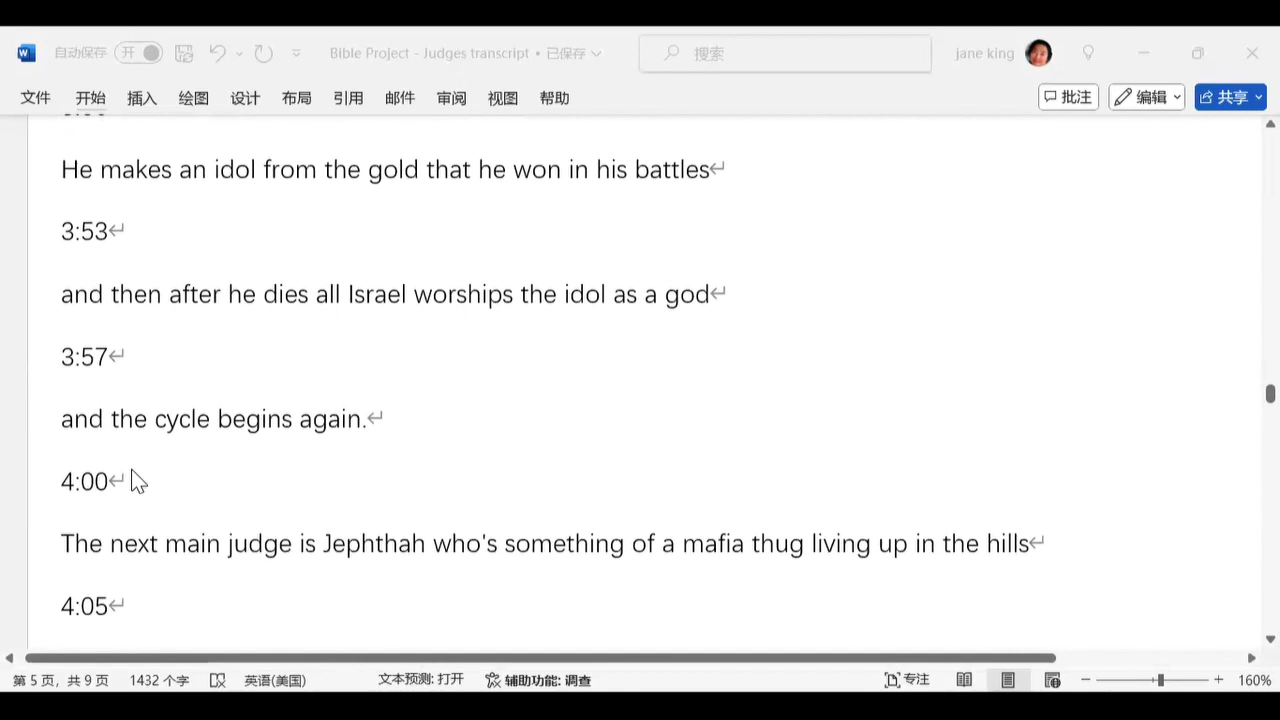 自动保存 开 Bible Project - Judges transcript • 已保存 搜索 jane king
文件 开始 插入 绘图 设计 布局 引用 邮件 审阅 视图 帮助 批注 编辑 共享
He makes an idol from the gold that he won in his battles
3:53
and then after he dies all Israel worships the idol as a god
3:57
and the cycle begins again.
4:00
The next main judge is Jephthah who's something of a mafia thug living up in the hills
4:05
第 5 页，共 9 页 1432 个字 英语(美国) 文本预测: 打开 辅助功能: 调查 专注 160%